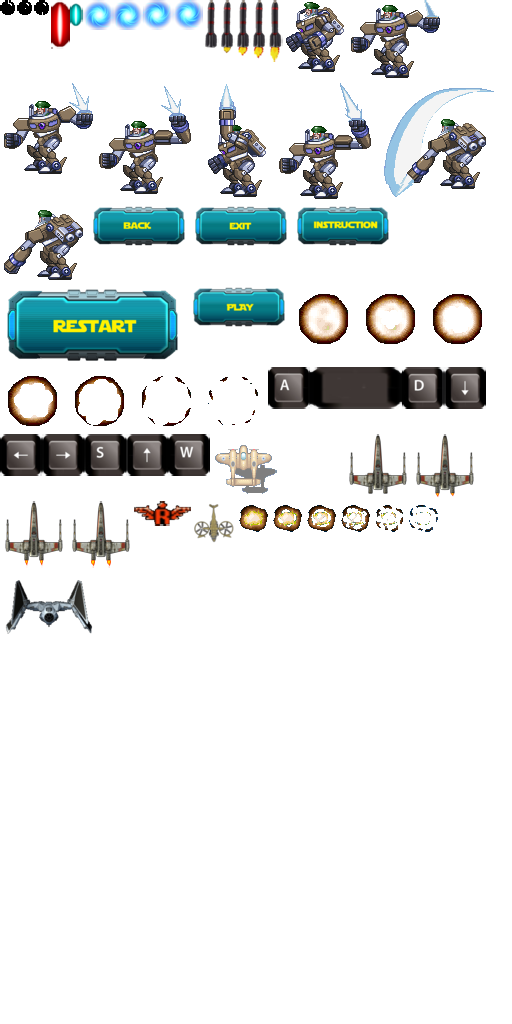 BACK
EXIT
INSTRUCTION
RESTART
PLAY
A
D
↓
←
→
S
↑
W
R